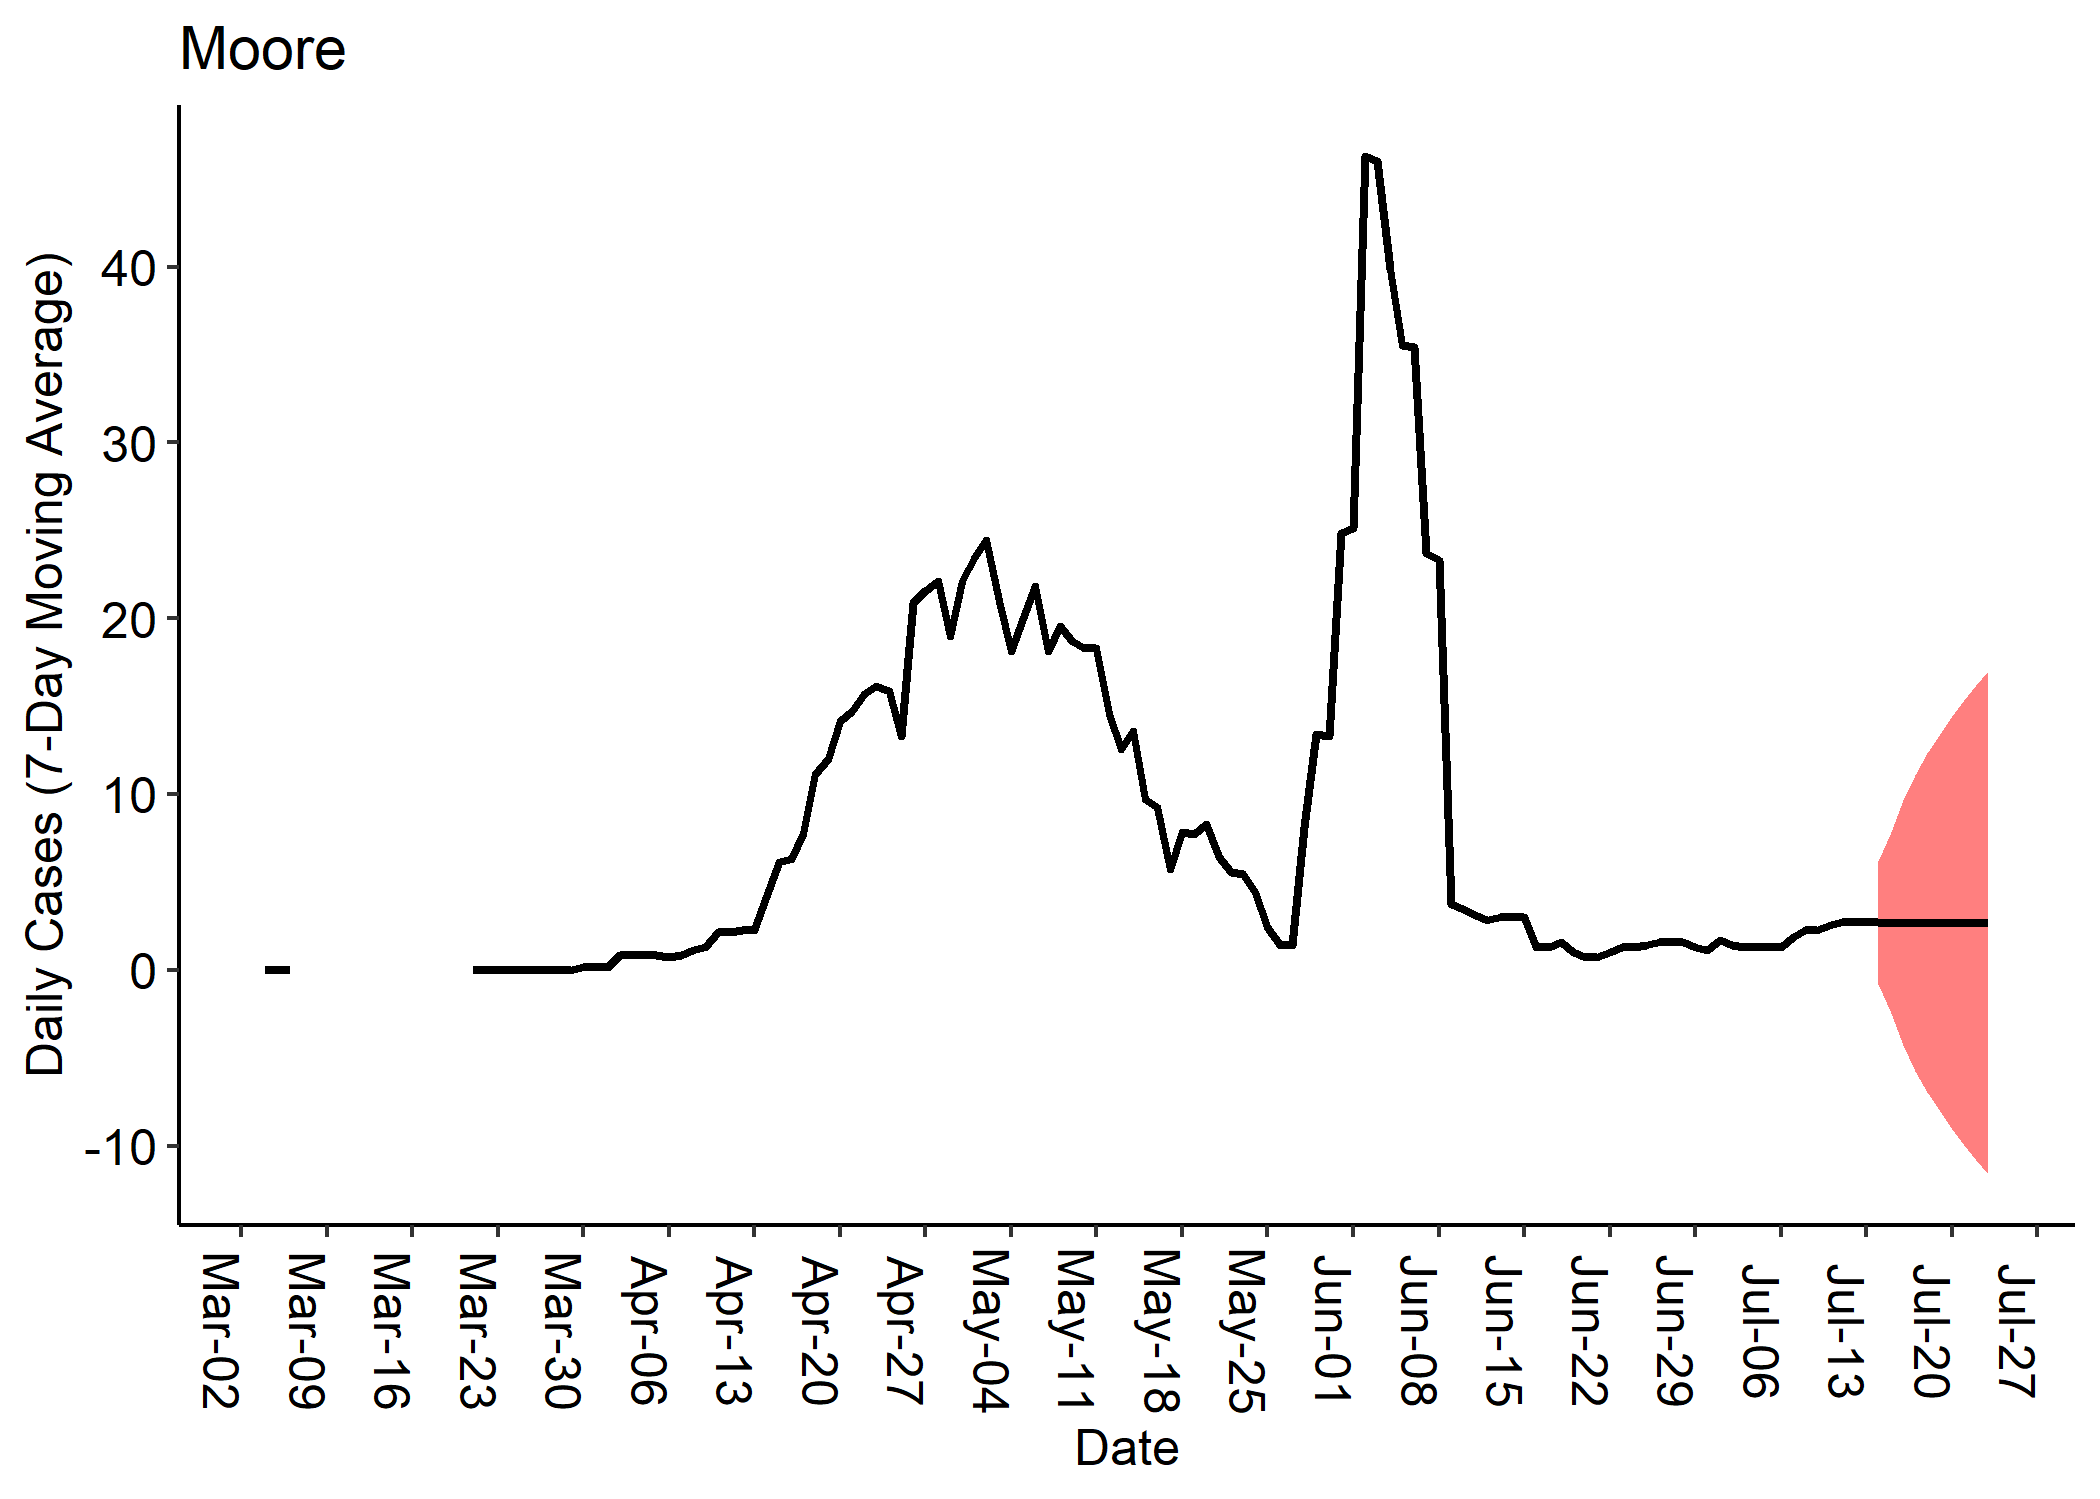 Moore
Daily Cases (7-Day Moving Average)
40
30
20
10
0
-10
Mar-02
Mar-09
Mar-16
Mar-23
Mar-30
Apr-06
Apr-13
Apr-20
Apr-27
May-04
May-11
May-18
May-25
Jun-01
Jun-08
Jun-15
Jun-22
Jun-29
Jul-06
Jul-13
Jul-20
Jul-27
Date